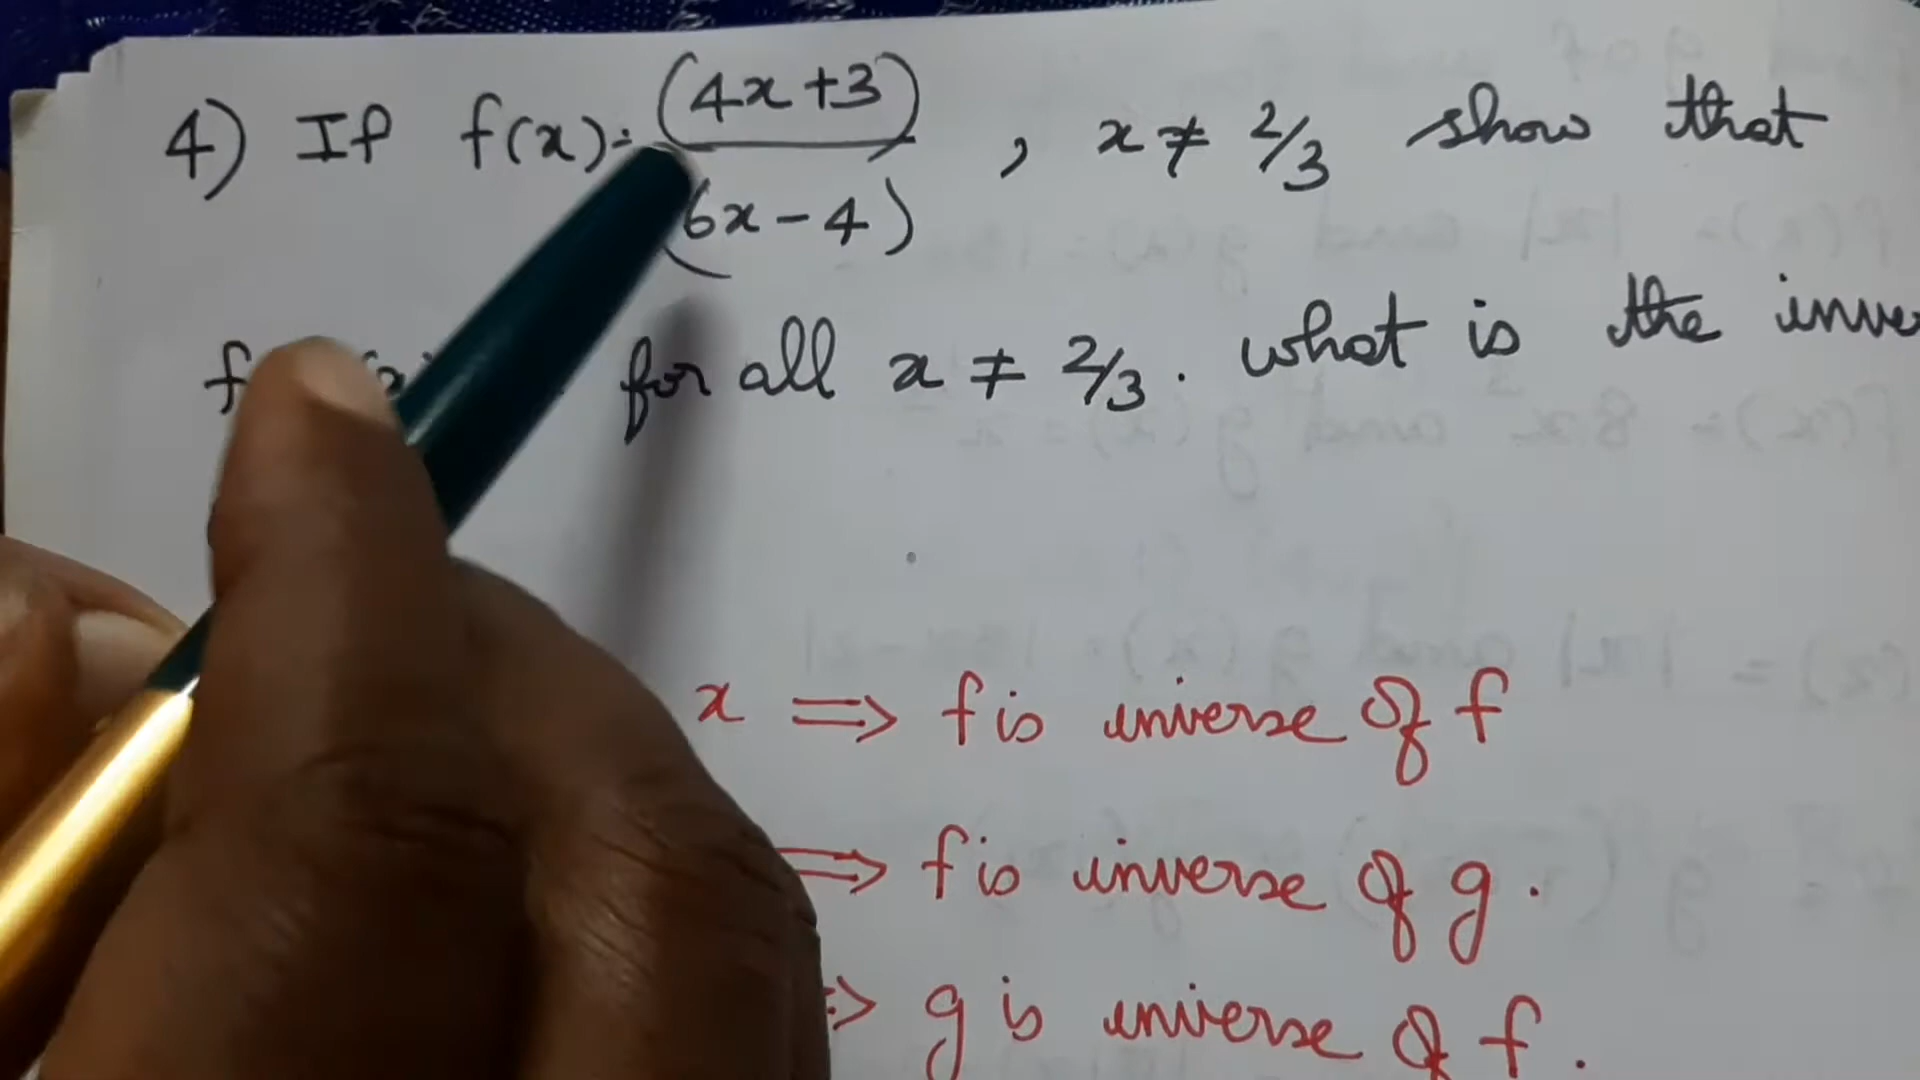 4) If f(x) = (4x+3) , x ≠ 2/3 show that
(6x - 4)
f for all x ≠ 2/3. what is the inve
x ⟹ f is inverse of f
⟹ f is inverse of g.
⟹ g is inverse of f.